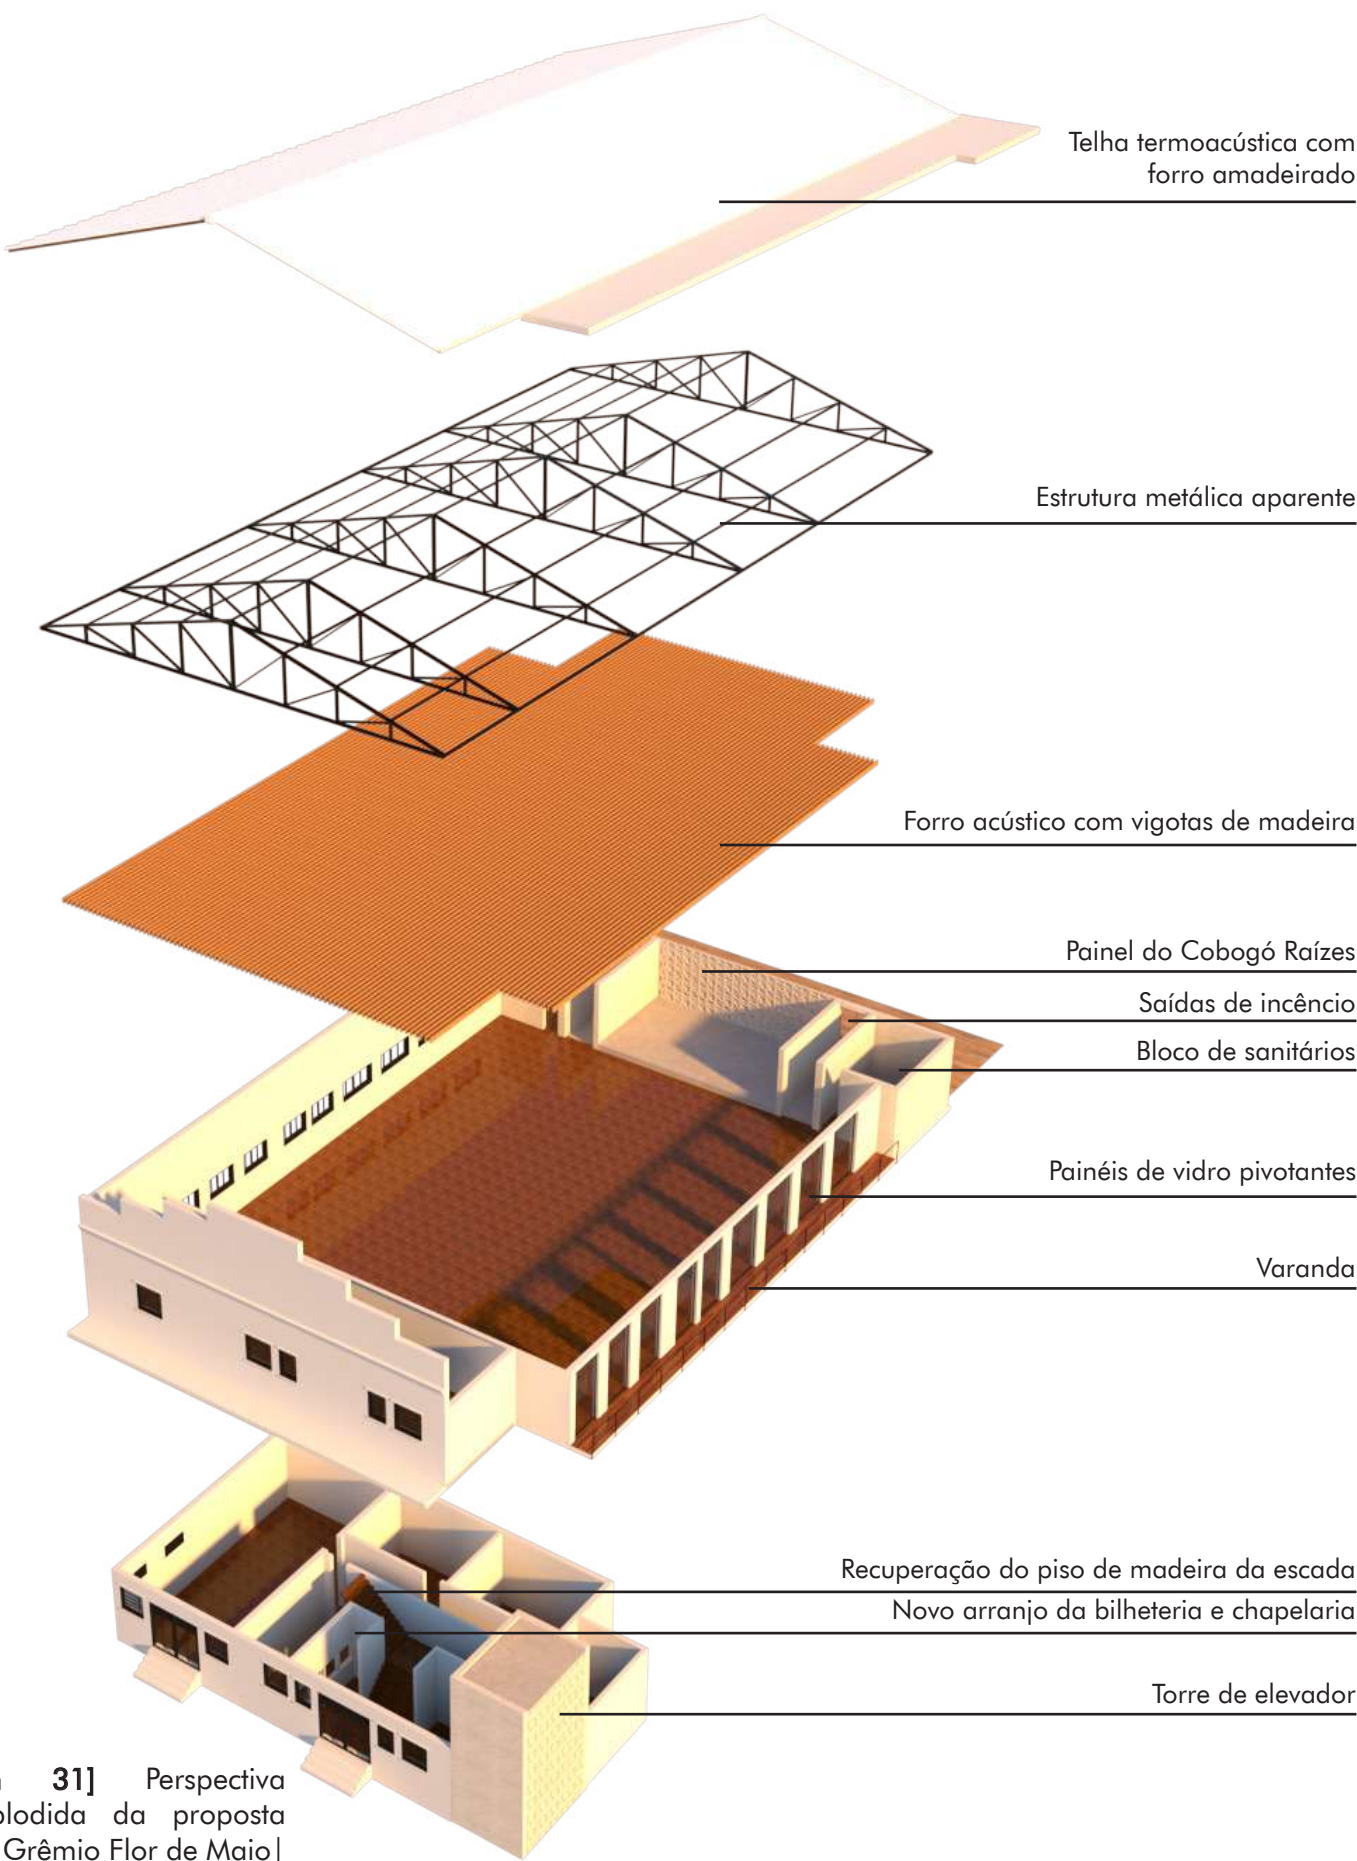 Telha termoacústica com
forro amadeirado
Estrutura metálica aparente
Forro acústico com vigotas de madeira
Painel do Cobogó Raízes
Saídas de incêncio
Bloco de sanitários
Painéis de vidro pivotantes
Varanda
Recuperação do piso de madeira da escada
Novo arranjo da bilheteria e chapelaria
Torre de elevador
31] Perspectiva
da proposta
Grêmio Flor de Maio|